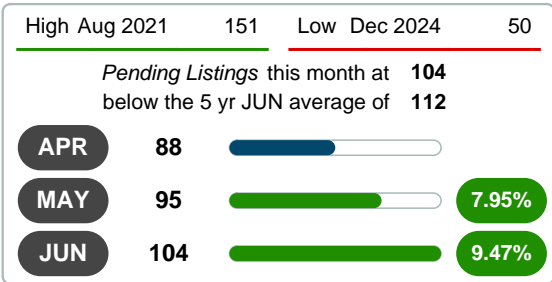 High Aug 2021 151 Low Dec 2024 50
Pending Listings this month at 104
below the 5 yr JUN average of 112
APR 88
MAY 95 7.95%
JUN 104 9.47%